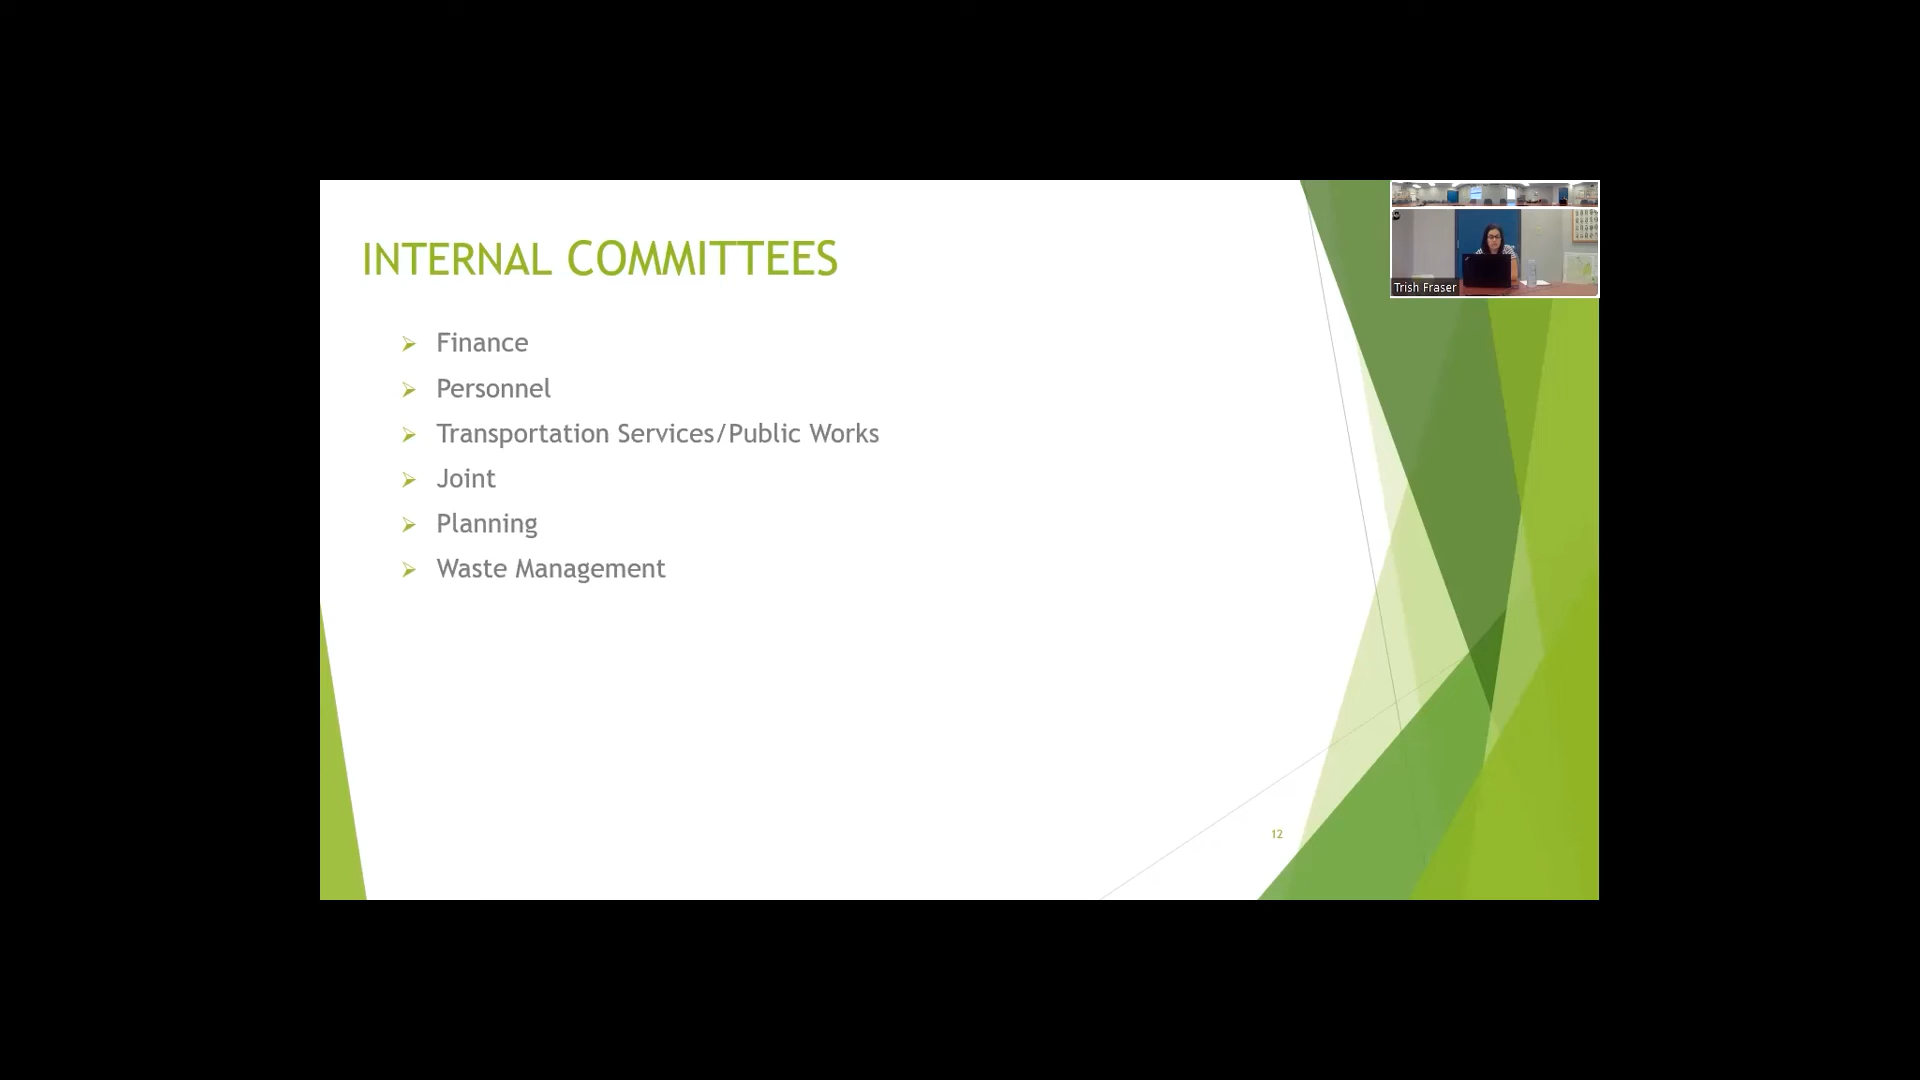 INTERNAL COMMITTEES
Trish Fraser
Finance
Personnel
Transportation Services/Public Works
Joint
Planning
Waste Management
12